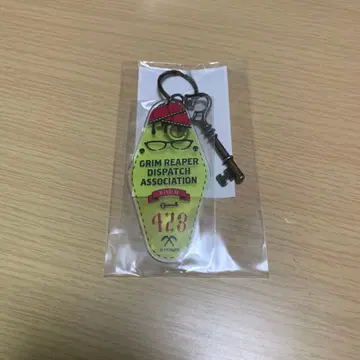 GRIM REAPER
DISPATCH
ASSOCIATION
428